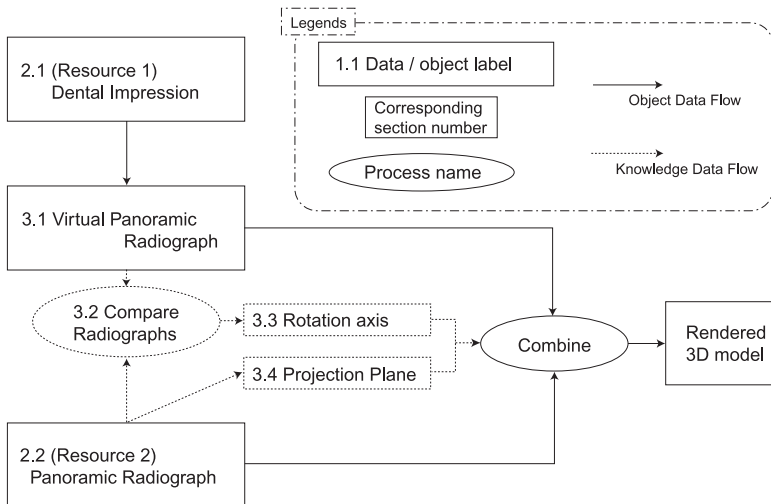 Legends
1.1 Data / object label
Corresponding
section number
Process name
Object Data Flow
Knowledge Data Flow
2.1 (Resource 1)
Dental Impression
3.1 Virtual Panoramic
Radiograph
3.2 Compare
Radiographs
3.3 Rotation axis
3.4 Projection Plane
Combine
Rendered
3D model
2.2 (Resource 2)
Panoramic Radiograph